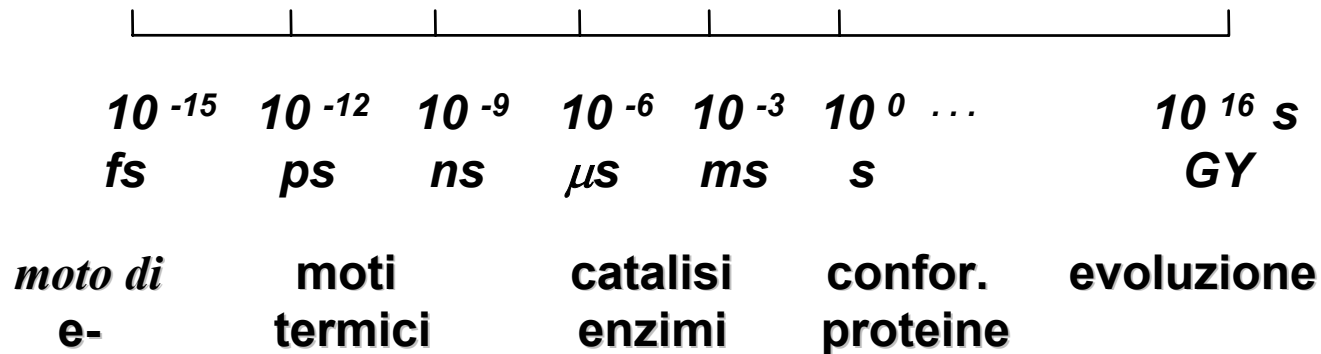 10 -15 10 -12 10 -9 10 -6 10 -3 10 0 ... 10 16 s
fs ps ns μs ms s GY
moto di moti catalisi confor. evoluzione
e- termici enzimi proteine